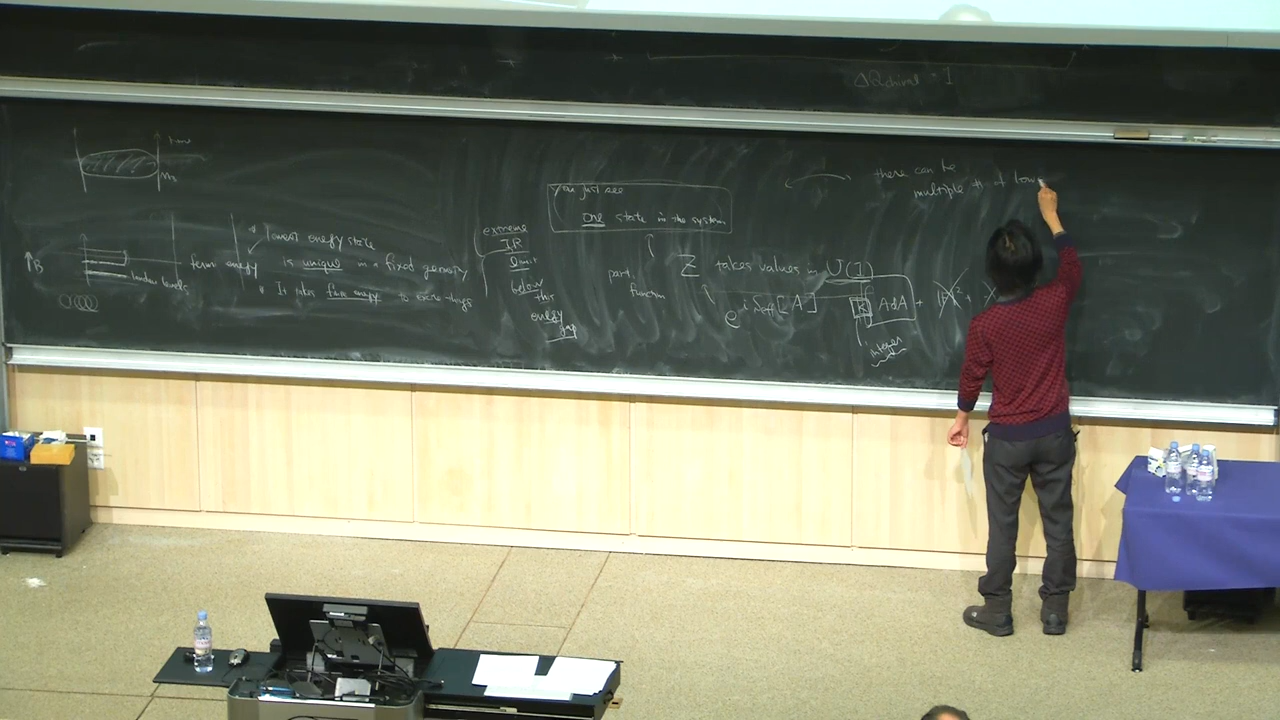 ΔQchiral = 1
time
m
↑B
Landau levels
fermi energy
* lowest energy state
is unique in a fixed geometry
* It takes finite energy to excite things
extreme
IR
limit
below
this
energy
gap
you just see
one state in the system
part.
function
Z takes values in U(1)
e^i Seff[A]
k AdA +
integer
there can be
multiple # of low